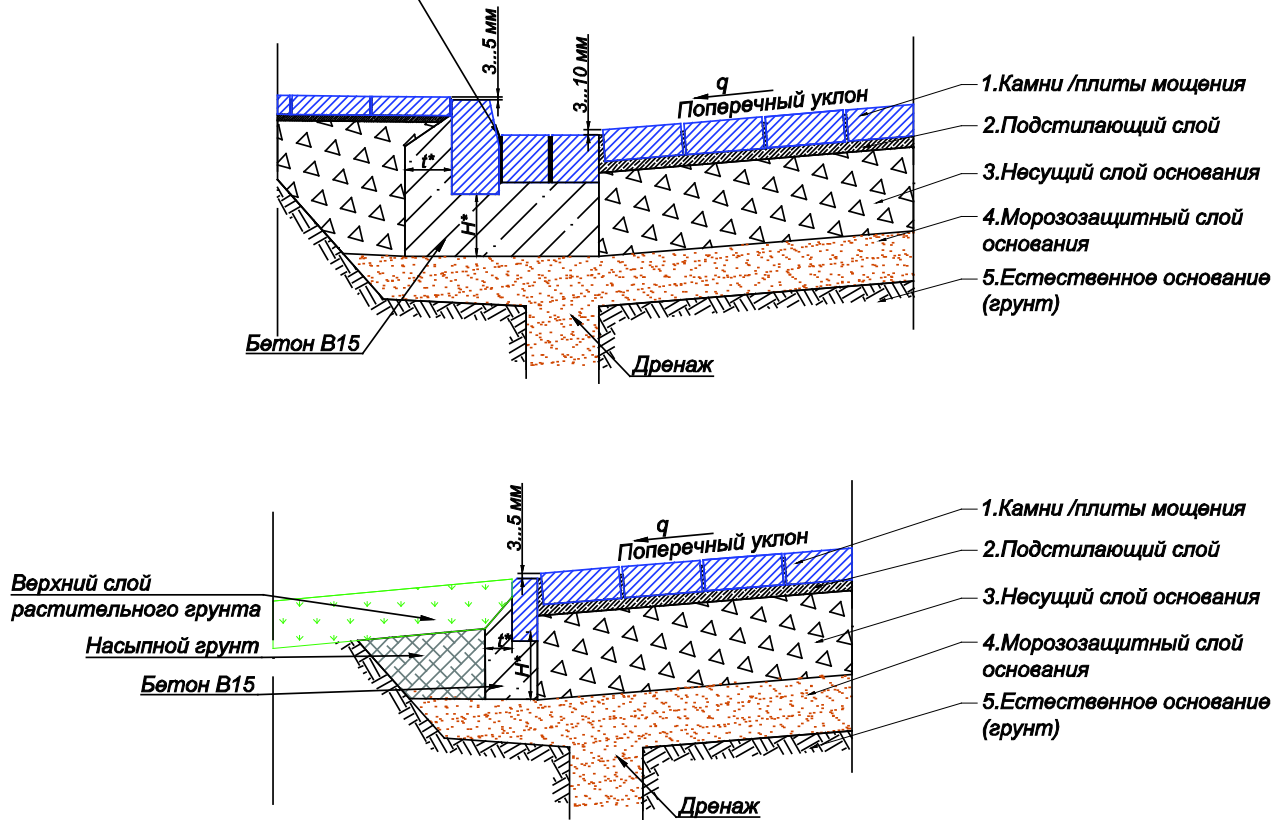 3...5 мм
3...10 мм
q
Поперечный уклон
1.Камни /плиты мощения
2.Подстилающий слой
3.Несущий слой основания
4.Морозозащитный слой
основания
5.Естественное основание
(грунт)
t*
H*
Бетон В15
Дренаж
3...5 мм
q
Поперечный уклон
1.Камни /плиты мощения
2.Подстилающий слой
3.Несущий слой основания
4.Морозозащитный слой
основания
5.Естественное основание
(грунт)
Верхний слой
растительного грунта
Насыпной грунт
Бетон В15
t*
H*
Дренаж